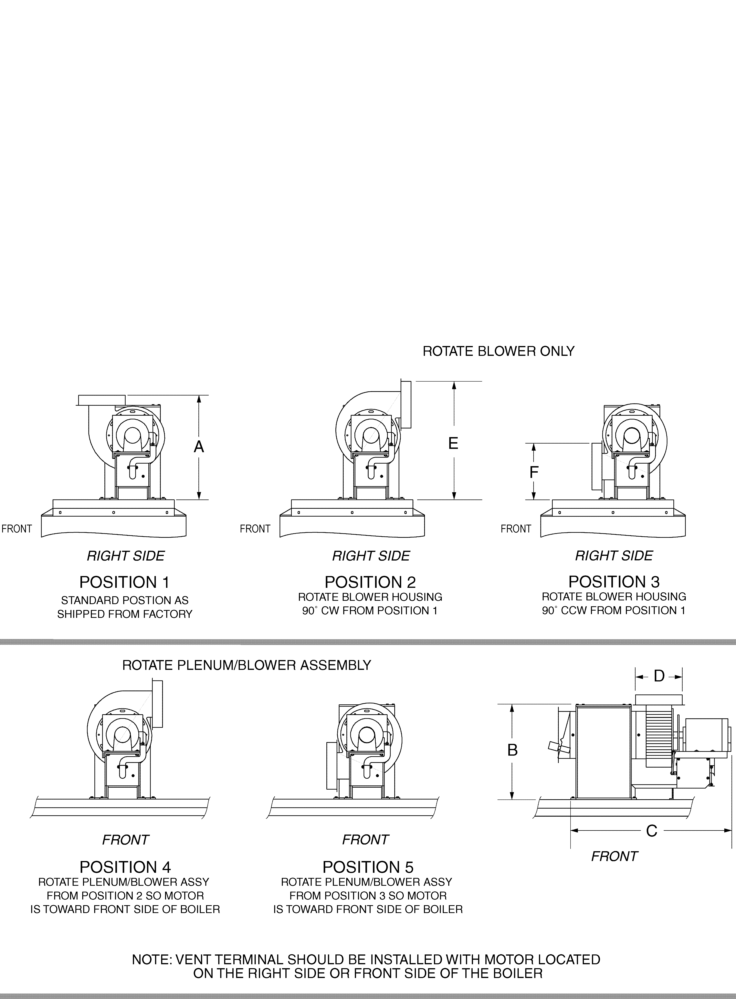 ROTATE BLOWER ONLY
A
E
F
FRONT
FRONT
FRONT
RIGHT SIDE
RIGHT SIDE
RIGHT SIDE
POSITION 1
STANDARD POSTION AS
SHIPPED FROM FACTORY
POSITION 2
ROTATE BLOWER HOUSING
90° CW FROM POSITION 1
POSITION 3
ROTATE BLOWER HOUSING
90° CCW FROM POSITION 1
ROTATE PLENUM/BLOWER ASSEMBLY
D
B
C
FRONT
FRONT
FRONT
POSITION 4
ROTATE PLENUM/BLOWER ASSY
FROM POSITION 2 SO MOTOR
IS TOWARD FRONT SIDE OF BOILER
POSITION 5
ROTATE PLENUM/BLOWER ASSY
FROM POSITION 3 SO MOTOR
IS TOWARD FRONT SIDE OF BOILER
NOTE: VENT TERMINAL SHOULD BE INSTALLED WITH MOTOR LOCATED
ON THE RIGHT SIDE OR FRONT SIDE OF THE BOILER